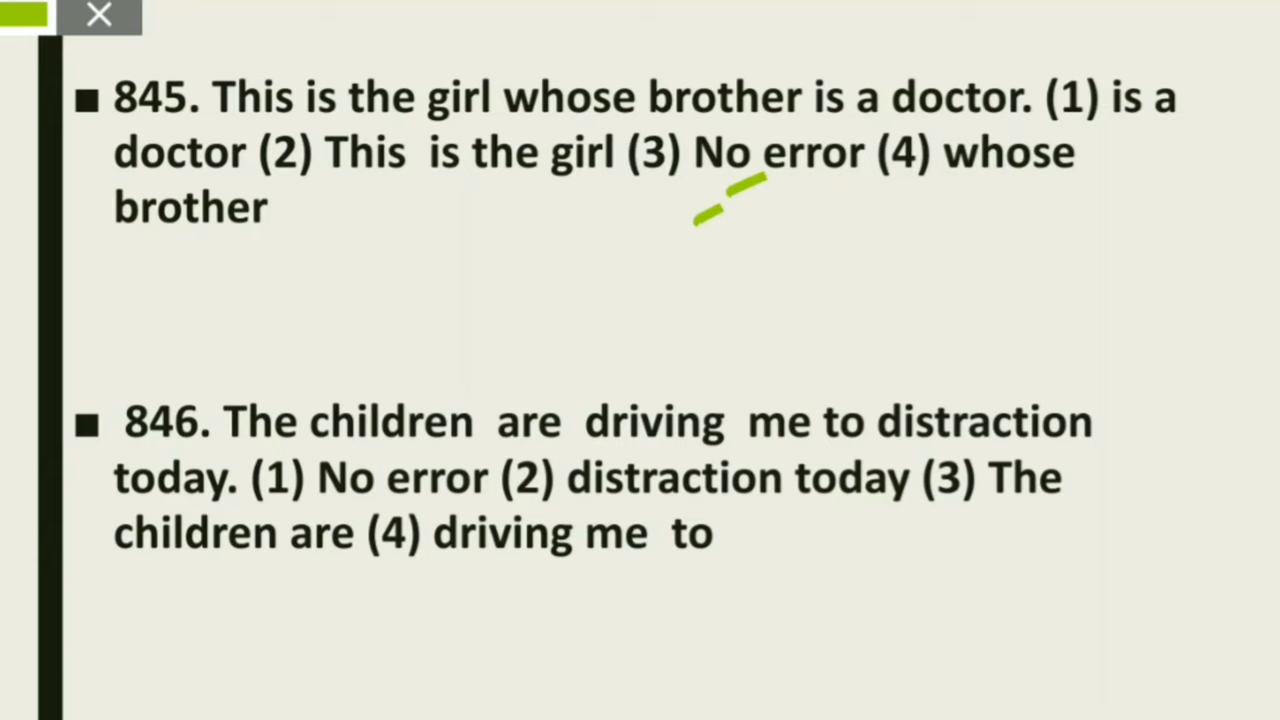 ■ 845. This is the girl whose brother is a doctor. (1) is a
doctor (2) This is the girl (3) No error (4) whose
brother
■ 846. The children are driving me to distraction
today. (1) No error (2) distraction today (3) The
children are (4) driving me to